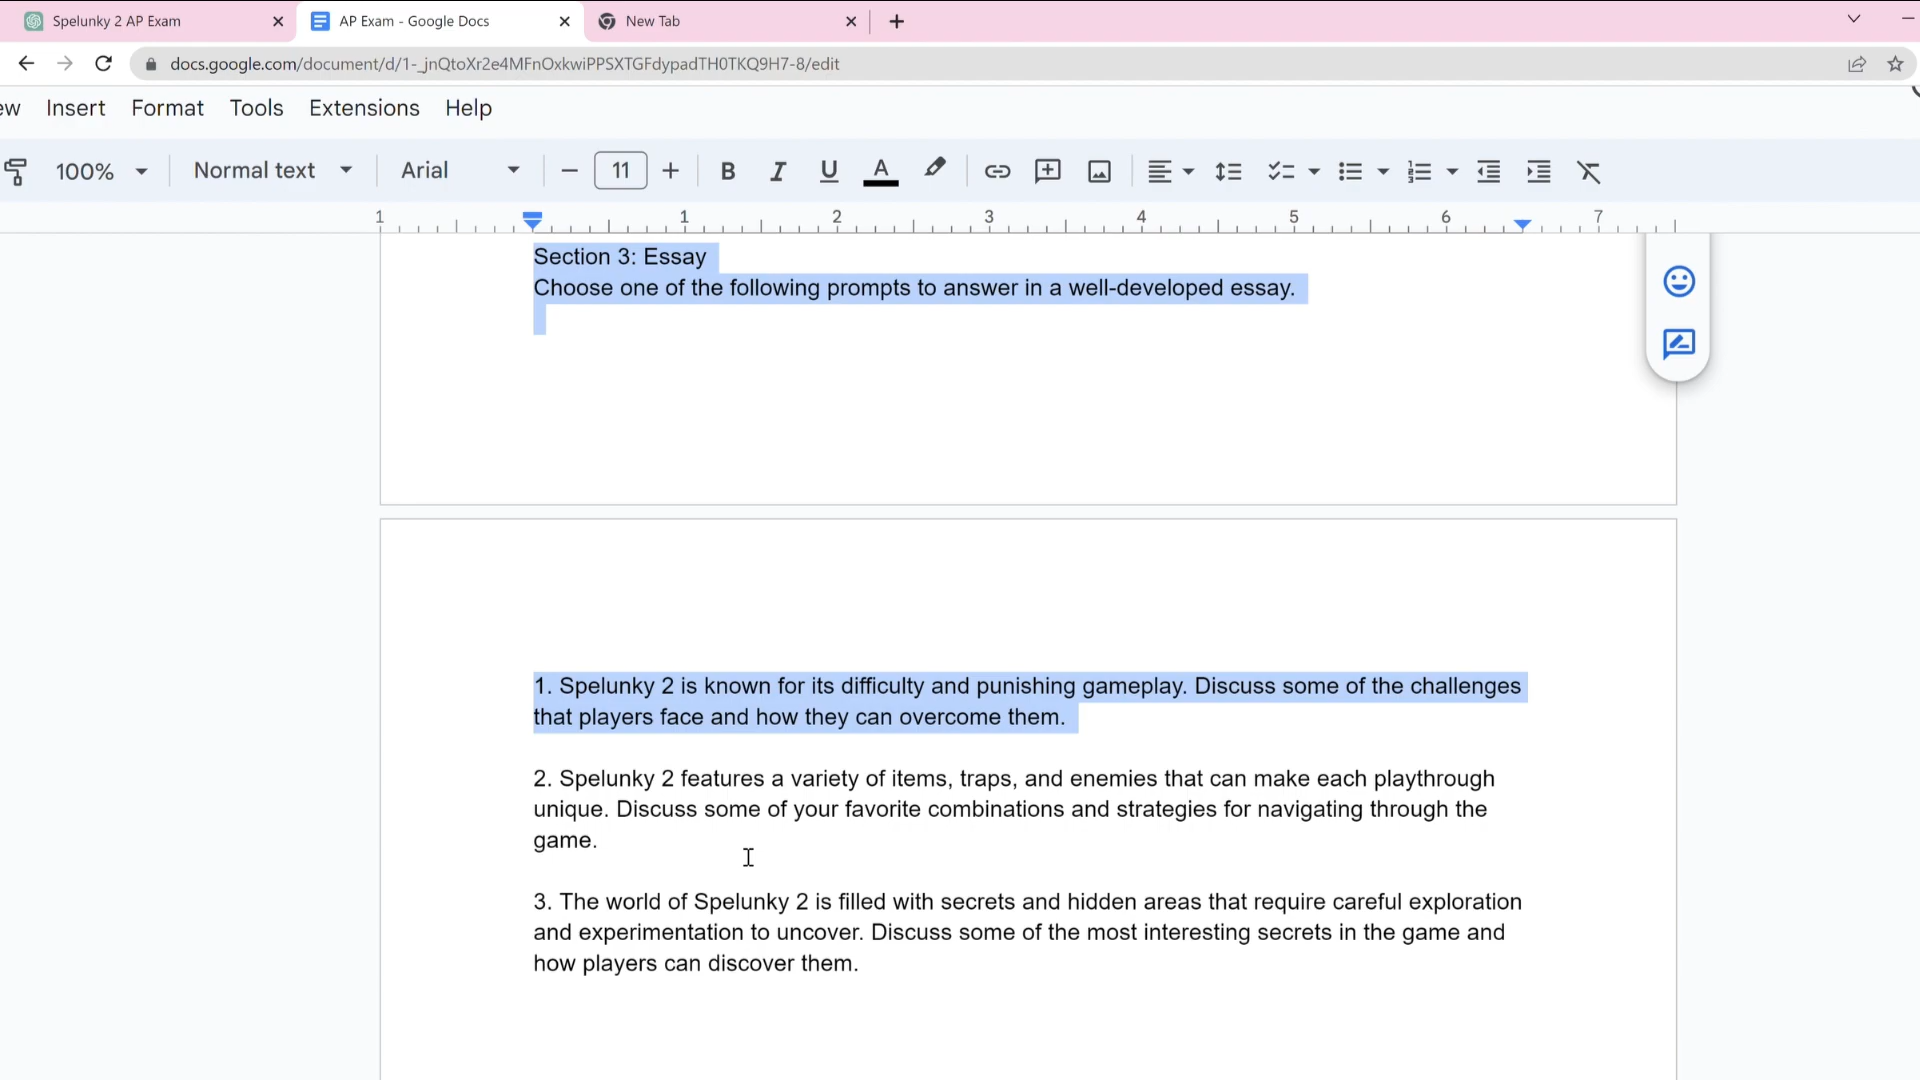 Spelunky 2 AP Exam
AP Exam - Google Docs
New Tab
docs.google.com/document/d/1-_jnQtoXr2e4MFnOxkwiPPSXTGFdypadTH0TKQ9H7-8/edit
ew Insert Format Tools Extensions Help
100% Normal text Arial 11 B I U A
1 1 2 3 4 5 6 7
Section 3: Essay
Choose one of the following prompts to answer in a well-developed essay.
1. Spelunky 2 is known for its difficulty and punishing gameplay. Discuss some of the challenges
that players face and how they can overcome them.
2. Spelunky 2 features a variety of items, traps, and enemies that can make each playthrough
unique. Discuss some of your favorite combinations and strategies for navigating through the
game.
3. The world of Spelunky 2 is filled with secrets and hidden areas that require careful exploration
and experimentation to uncover. Discuss some of the most interesting secrets in the game and
how players can discover them.